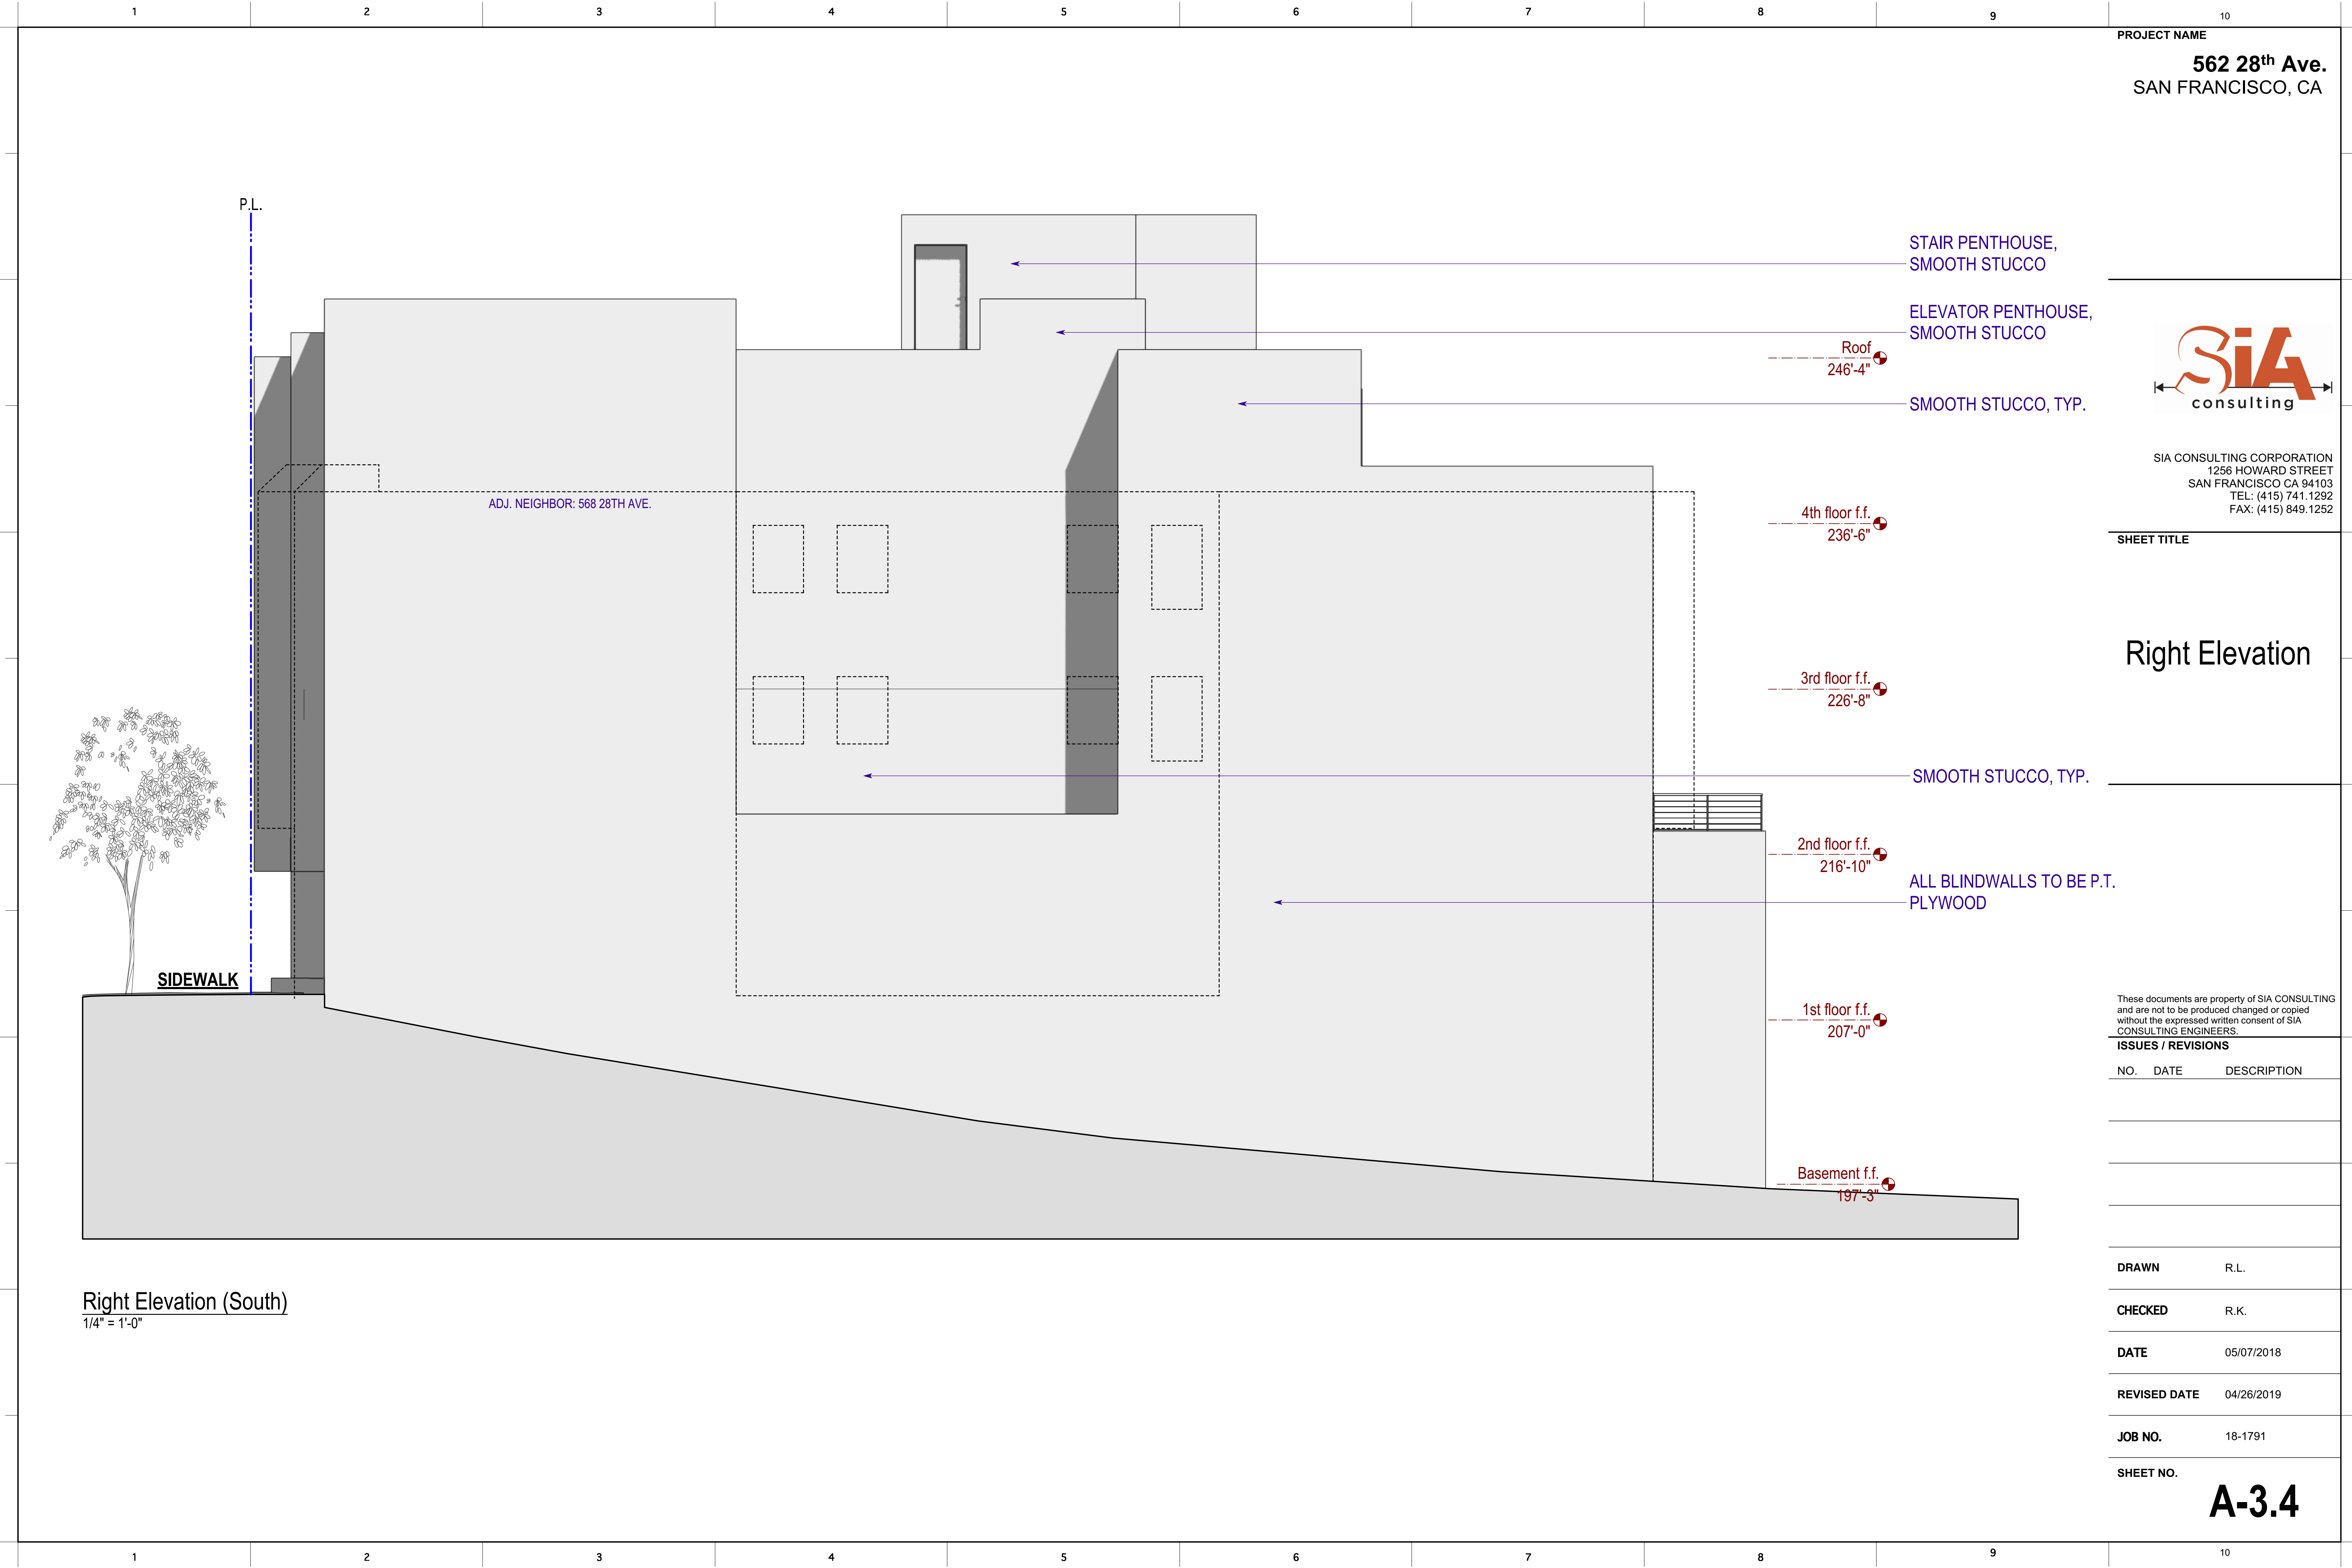 1 2 3 4 5 6 7 8 9 10
PROJECT NAME
562 28th Ave.
SAN FRANCISCO, CA
P.L.
STAIR PENTHOUSE,
SMOOTH STUCCO
ELEVATOR PENTHOUSE,
SMOOTH STUCCO
Roof
246'-4"
SMOOTH STUCCO, TYP.
SiA
consulting
SIA CONSULTING CORPORATION
1256 HOWARD STREET
SAN FRANCISCO CA 94103
TEL: (415) 741.1292
FAX: (415) 849.1252
ADJ. NEIGHBOR: 568 28TH AVE.
4th floor f.f.
236'-6"
SHEET TITLE
Right Elevation
3rd floor f.f.
226'-8"
SMOOTH STUCCO, TYP.
2nd floor f.f.
216'-10"
ALL BLINDWALLS TO BE P.T.
PLYWOOD
SIDEWALK
1st floor f.f.
207'-0"
These documents are property of SIA CONSULTING
and are not to be produced changed or copied
without the expressed written consent of SIA
CONSULTING ENGINEERS.
ISSUES / REVISIONS
NO. DATE DESCRIPTION
Basement f.f.
197'-3"
Right Elevation (South)
1/4" = 1'-0"
DRAWN R.L.
CHECKED R.K.
DATE 05/07/2018
REVISED DATE 04/26/2019
JOB NO. 18-1791
SHEET NO.
A-3.4
1 2 3 4 5 6 7 8 9 10